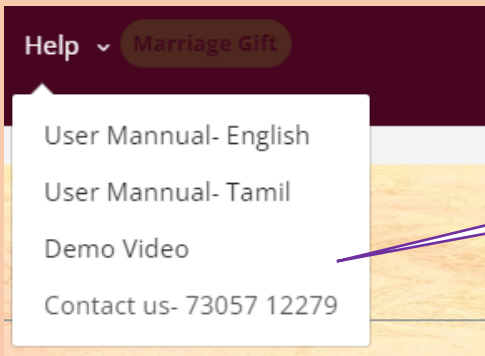 Help Marriage Gift
User Mannual- English
User Mannual- Tamil
Demo Video
Contact us- 73057 12279